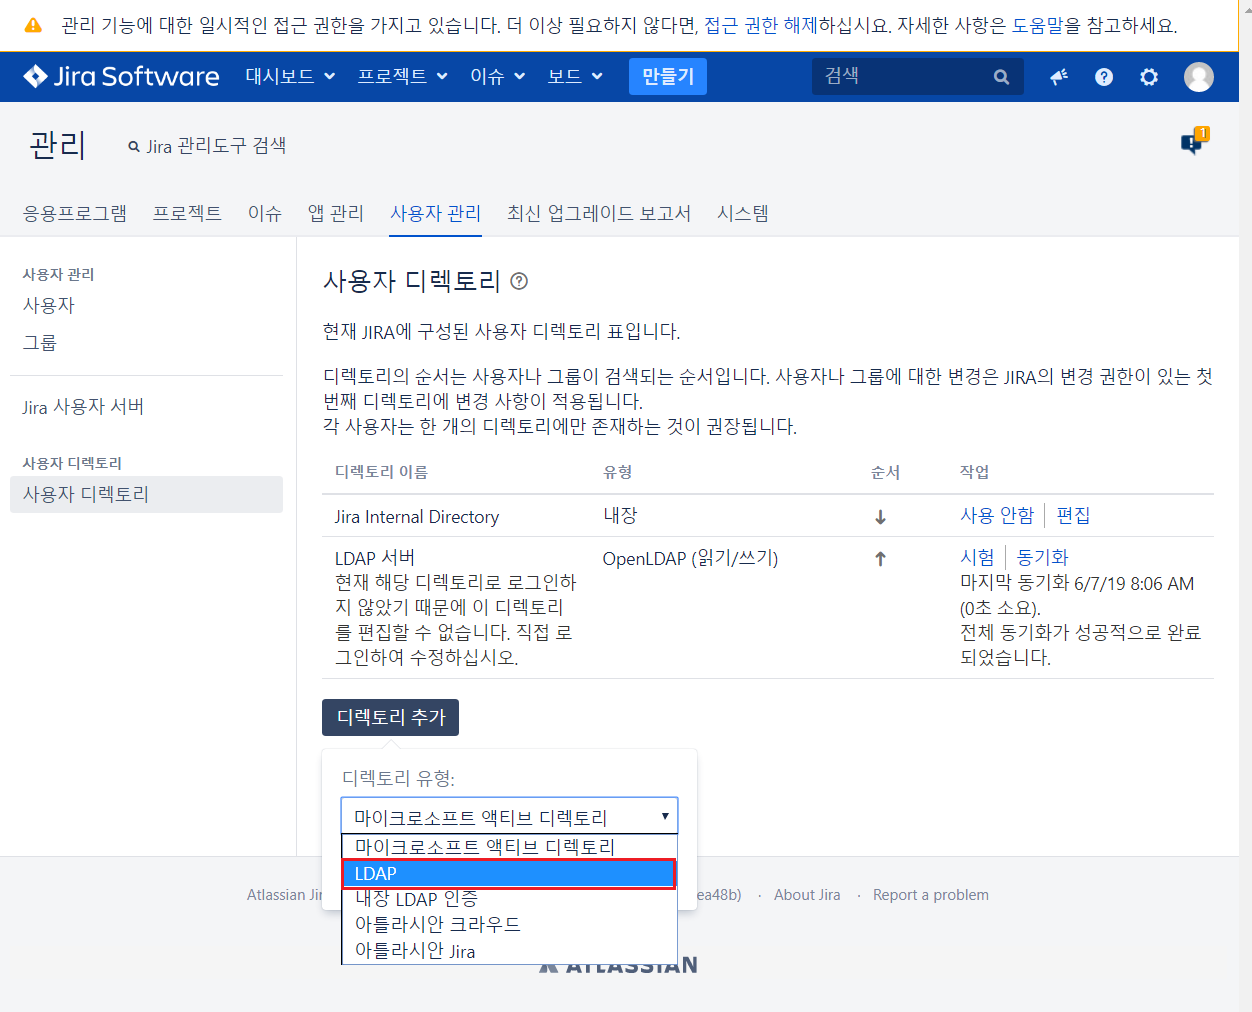 관리 기능에 대한 일시적인 접근 권한을 가지고 있습니다. 더 이상 필요하지 않다면, 접근 권한 해제하십시요. 자세한 사항은 도움말을 참고하세요.
Jira Software 대시보드 프로젝트 이슈 보드 만들기 검색
관리 Jira 관리도구 검색
1
응용프로그램 프로젝트 이슈 앱 관리 사용자 관리 최신 업그레이드 보고서 시스템
사용자 관리
사용자
그룹
Jira 사용자 서버
사용자 디렉토리
사용자 디렉토리
사용자 디렉토리
현재 JIRA에 구성된 사용자 디렉토리 표입니다.
디렉토리의 순서는 사용자나 그룹이 검색되는 순서입니다. 사용자나 그룹에 대한 변경은 JIRA의 변경 권한이 있는 첫
번째 디렉토리에 변경 사항이 적용됩니다.
각 사용자는 한 개의 디렉토리에만 존재하는 것이 권장됩니다.
디렉토리 이름 유형 순서 작업
Jira Internal Directory 내장 사용 안함 편집
LDAP 서버 OpenLDAP (읽기/쓰기) 시험 동기화
현재 해당 디렉토리로 로그인하
지 않았기 때문에 이 디렉토리
를 편집할 수 없습니다. 직접 로
그인하여 수정하십시오.
마지막 동기화 6/7/19 8:06 AM
(0초 소요).
전체 동기화가 성공적으로 완료
되었습니다.
디렉토리 추가
디렉토리 유형:
마이크로소프트 액티브 디렉토리
마이크로소프트 액티브 디렉토리
LDAP
내장 LDAP 인증
아틀라시안 크라우드
아틀라시안 Jira
Atlassian Jir ea48b) · About Jira · Report a problem
ATLASSIAN